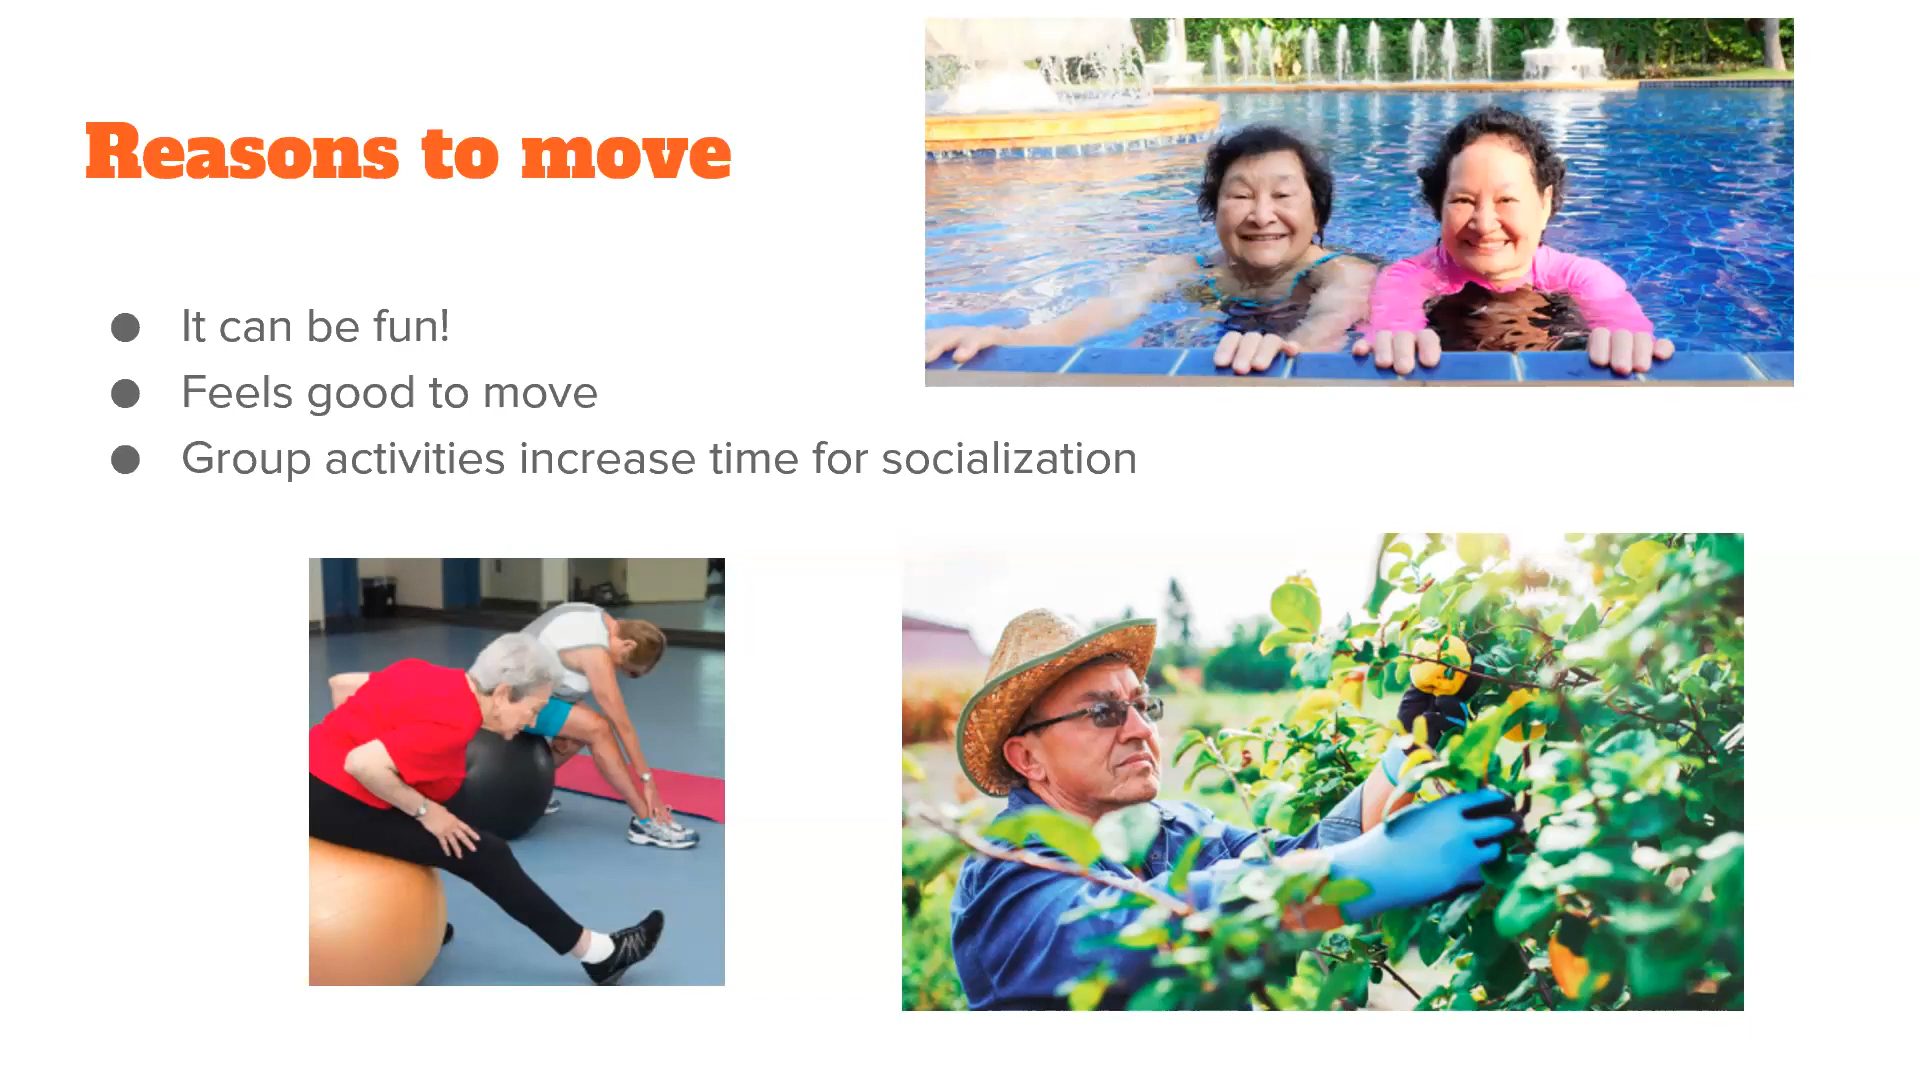 Reasons to move
● It can be fun!
● Feels good to move
● Group activities increase time for socialization